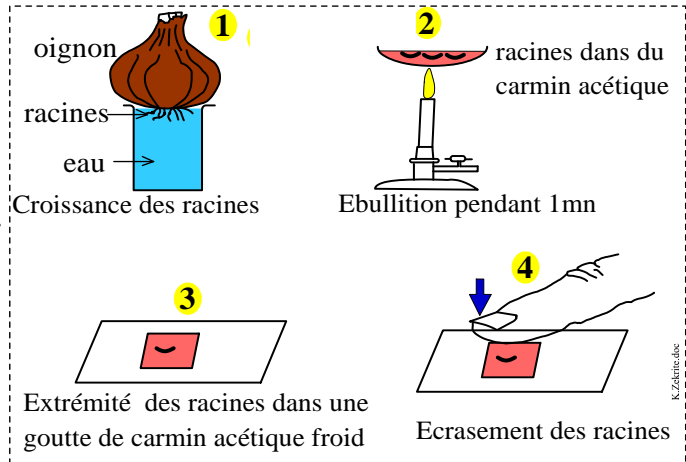 1
oignon
racines
eau
Croissance des racines
2
racines dans du
carmin acétique
Ebullition pendant 1mn
3
Extrémité des racines dans une
goutte de carmin acétique froid
4
Ecrasement des racines
K.Zekrite.doc